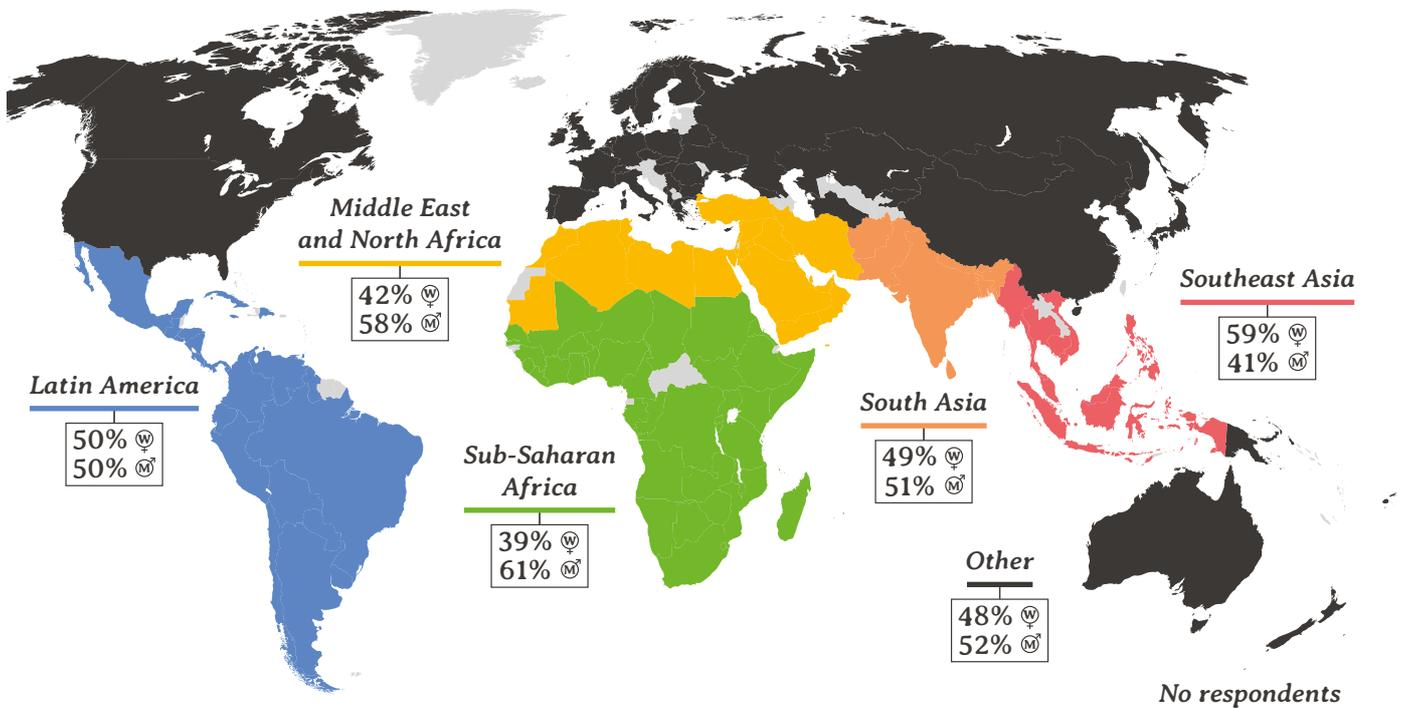 Middle East
and North Africa
42% W
58% M
Southeast Asia
59% W
41% M
Latin America
50% W
50% M
South Asia
49% W
51% M
Sub-Saharan
Africa
39% W
61% M
Other
48% W
52% M
No respondents